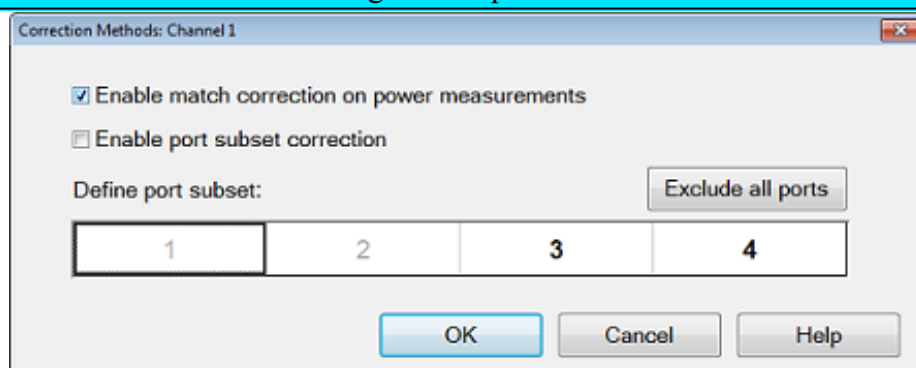 Correction Methods: Channel 1
Enable match correction on power measurements
Enable port subset correction
Define port subset:
Exclude all ports
1 2 3 4
OK Cancel Help